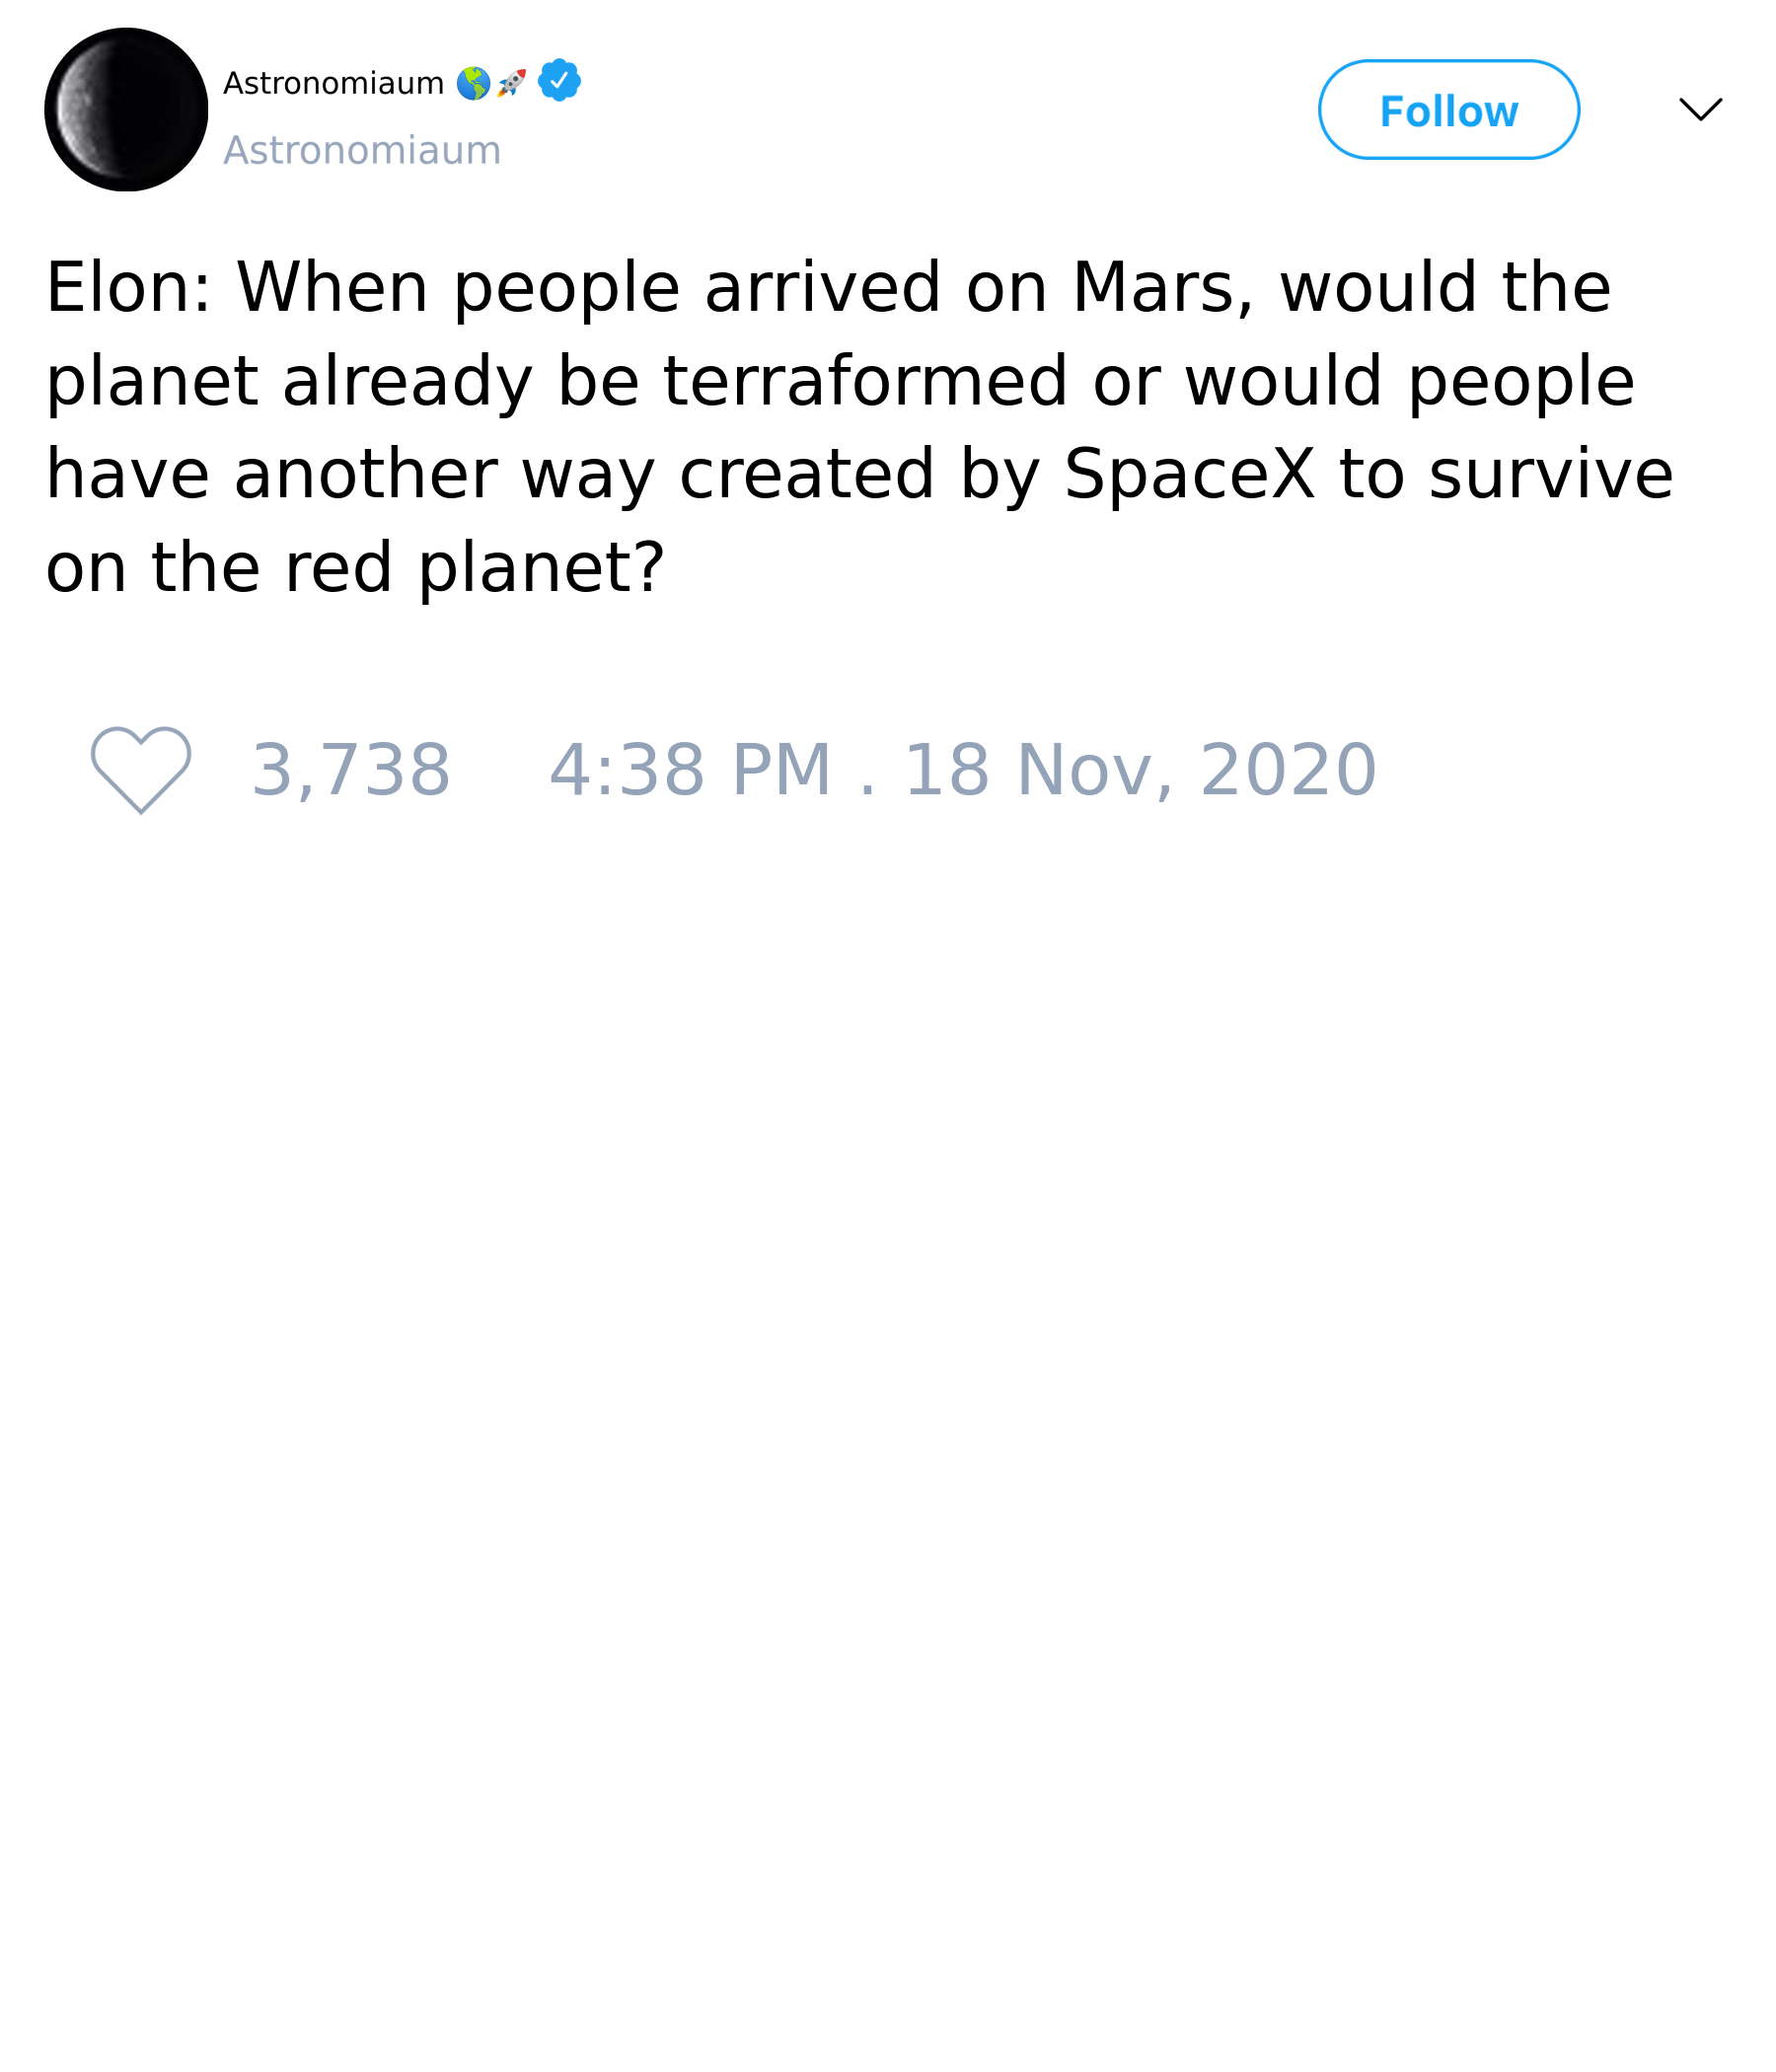 Astronomiaum 🌎🚀
Astronomiaum
Follow
Elon: When people arrived on Mars, would the
planet already be terraformed or would people
have another way created by SpaceX to survive
on the red planet?
3,738 4:38 PM . 18 Nov, 2020